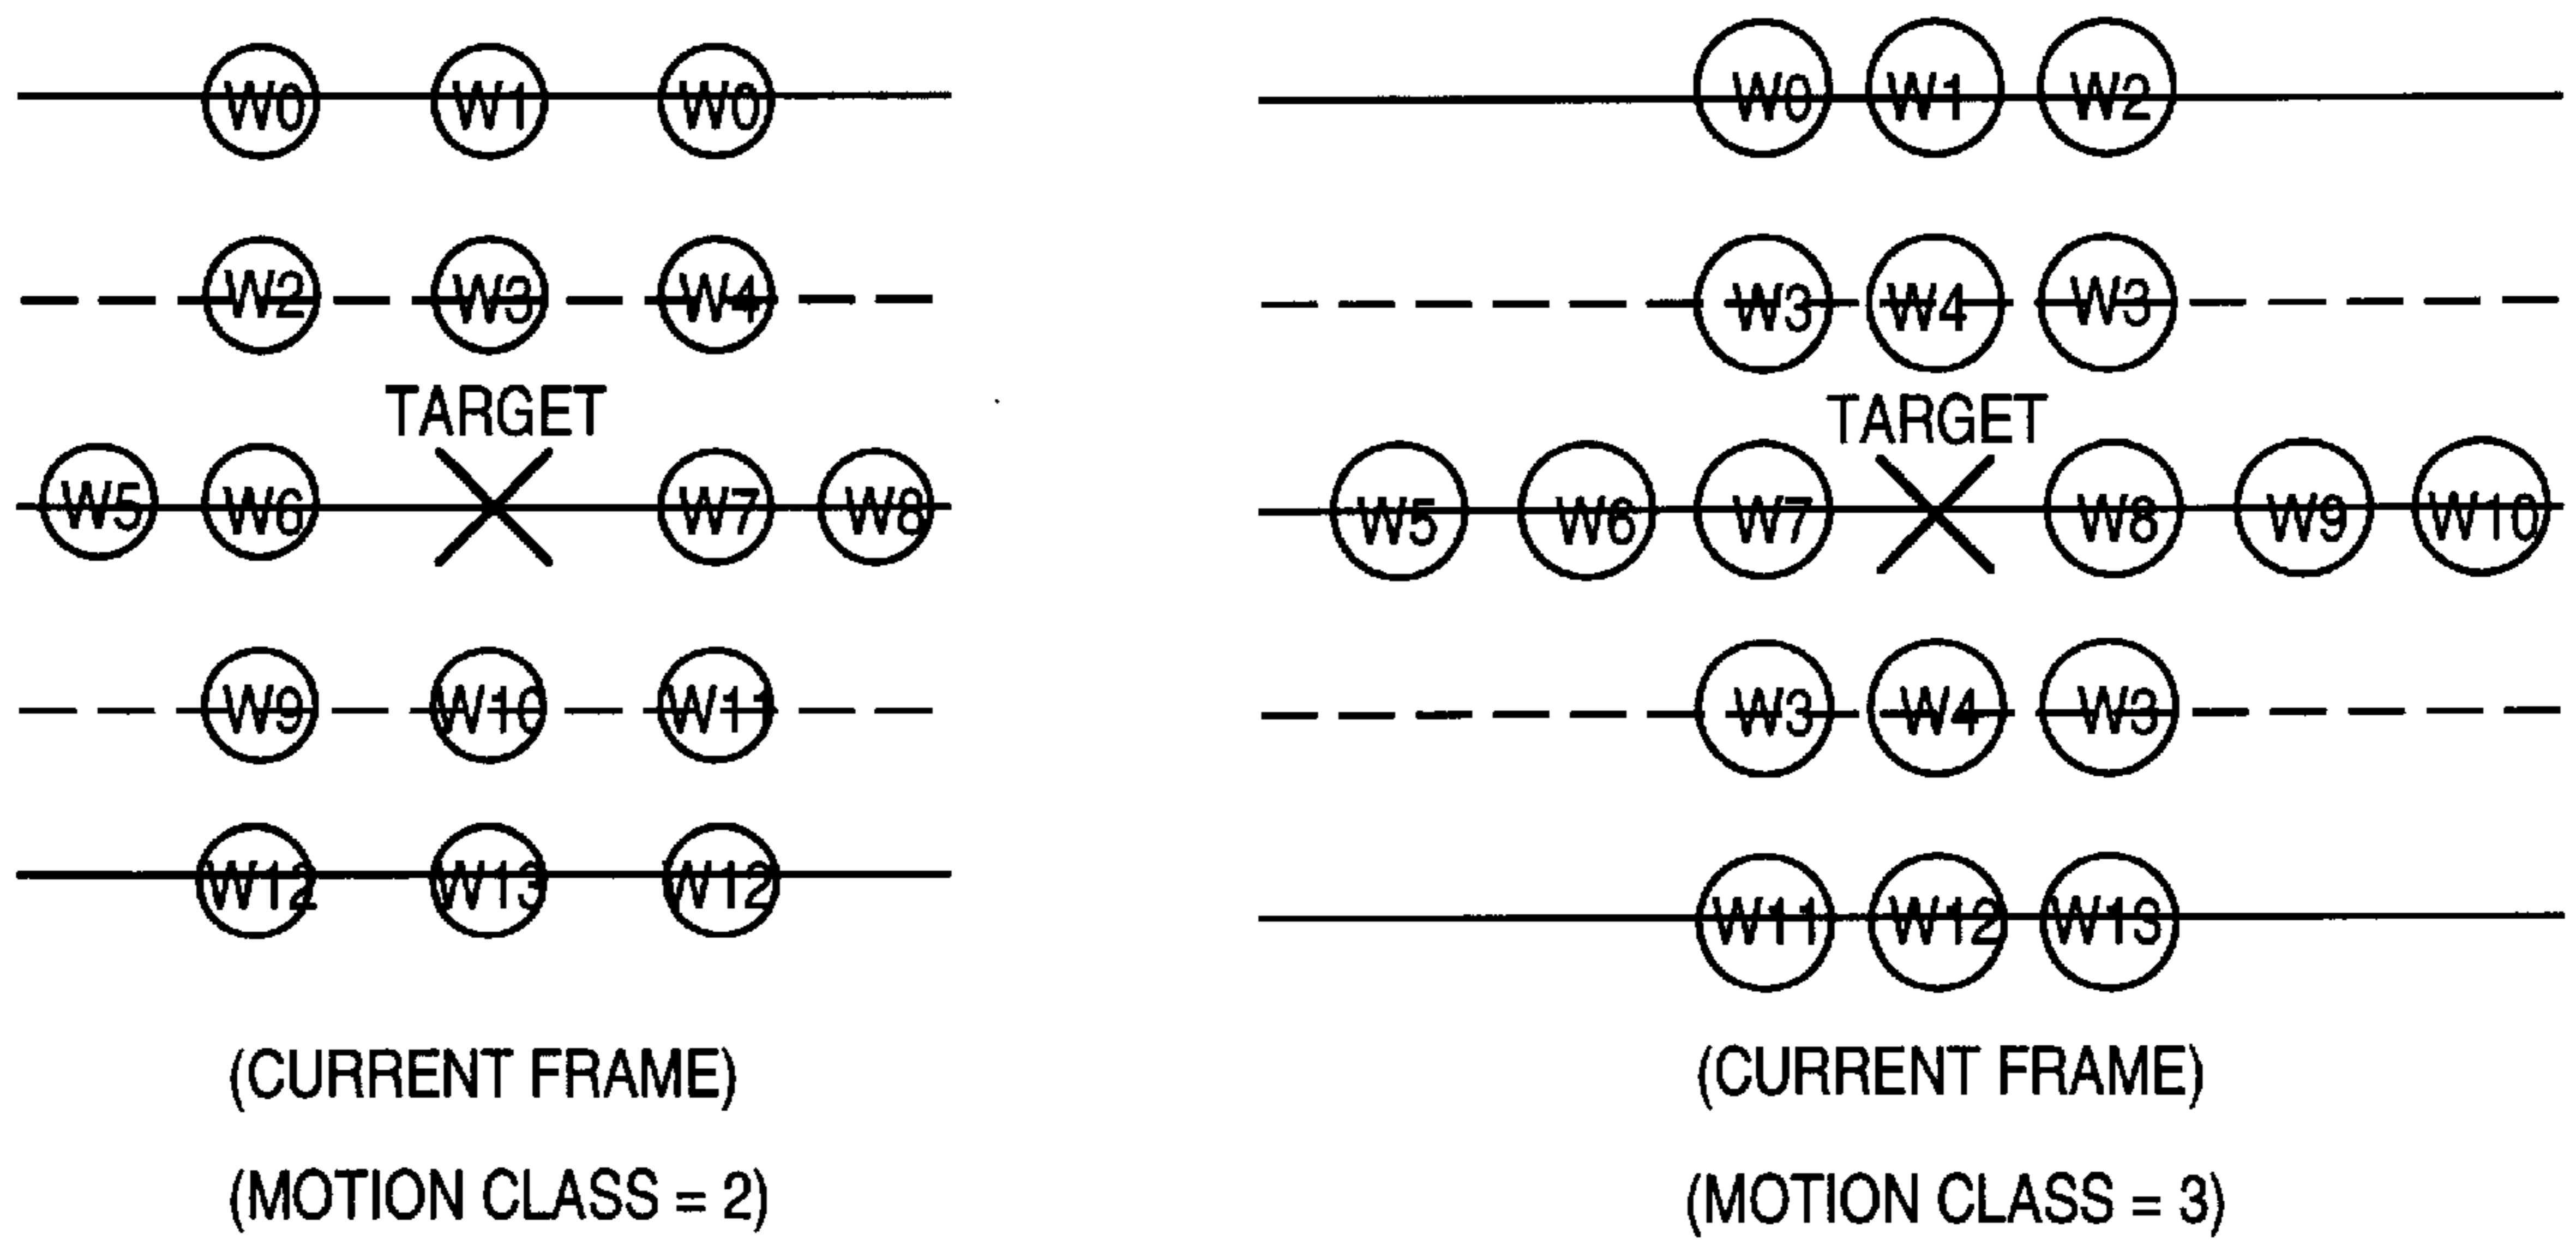 W0 W1 W0
W2 W3 W4
TARGET
W5 W6 W7 W8
W9 W10 W11
W12 W13 W12
(CURRENT FRAME)
(MOTION CLASS = 2)
W0 W1 W2
W3 W4 W3
TARGET
W5 W6 W7 W8 W9 W10
W3 W4 W3
W11 W12 W13
(CURRENT FRAME)
(MOTION CLASS = 3)